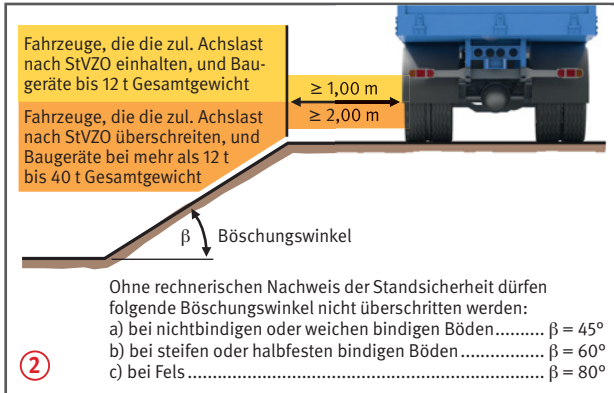 Fahrzeuge, die die zul. Achslast
nach StVZO einhalten, und Bau-
geräte bis 12 t Gesamtgewicht
Fahrzeuge, die die zul. Achslast
nach StVZO überschreiten, und
Baugeräte bei mehr als 12 t
bis 40 t Gesamtgewicht
≥ 1,00 m
≥ 2,00 m
β Böschungswinkel
Ohne rechnerischen Nachweis der Standsicherheit dürfen
folgende Böschungswinkel nicht überschritten werden:
a) bei nichtbindigen oder weichen bindigen Böden.......... β = 45°
b) bei steifen oder halbfesten bindigen Böden................ β = 60°
c) bei Fels.................................................................... β = 80°
2